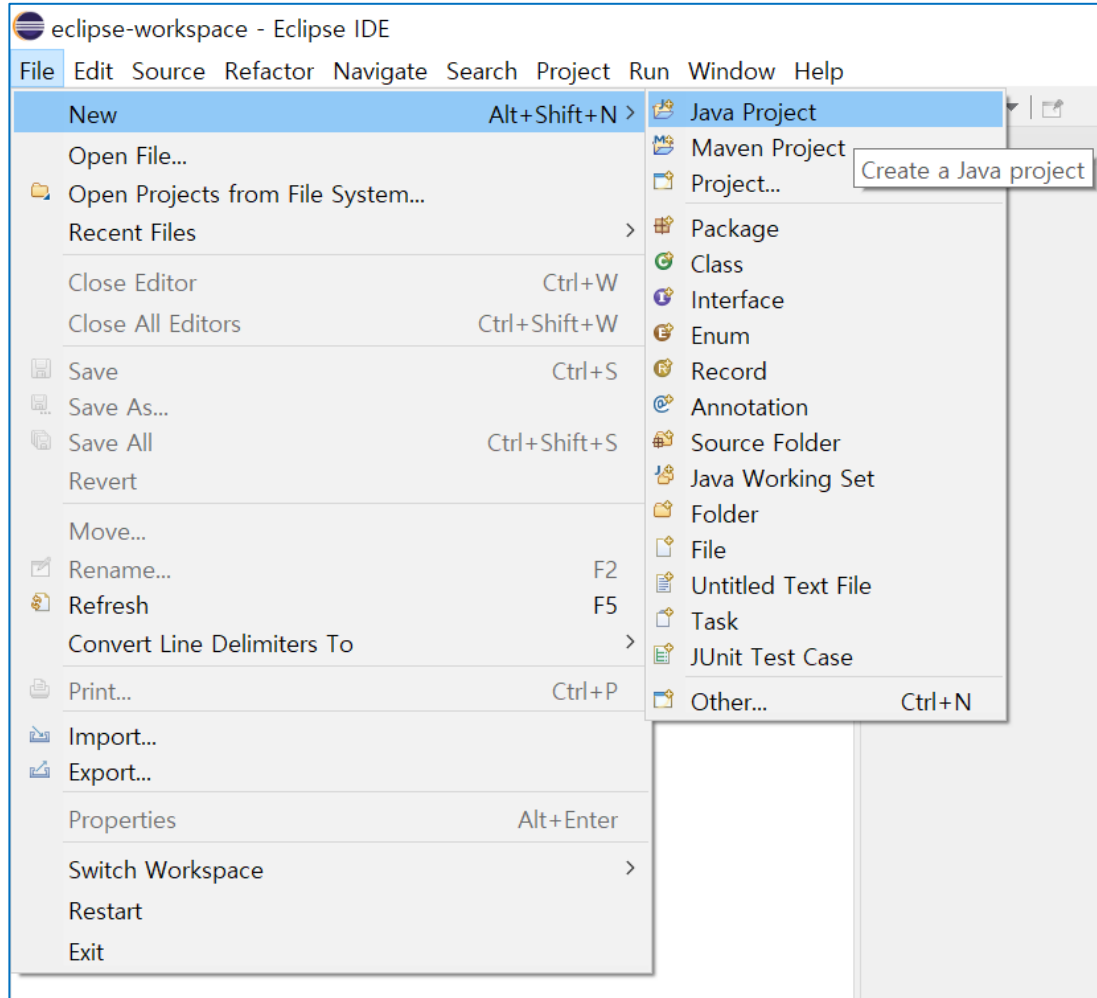 eclipse-workspace - Eclipse IDE
File Edit Source Refactor Navigate Search Project Run Window Help
New Alt+Shift+N >
Open File...
Open Projects from File System...
Recent Files >
Close Editor Ctrl+W
Close All Editors Ctrl+Shift+W
Save Ctrl+S
Save As...
Save All Ctrl+Shift+S
Revert
Move...
Rename... F2
Refresh F5
Convert Line Delimiters To >
Print... Ctrl+P
Import...
Export...
Properties Alt+Enter
Switch Workspace >
Restart
Exit
Java Project
Maven Project
Create a Java project
Project...
Package
Class
Interface
Enum
Record
Annotation
Source Folder
Java Working Set
Folder
File
Untitled Text File
Task
JUnit Test Case
Other... Ctrl+N